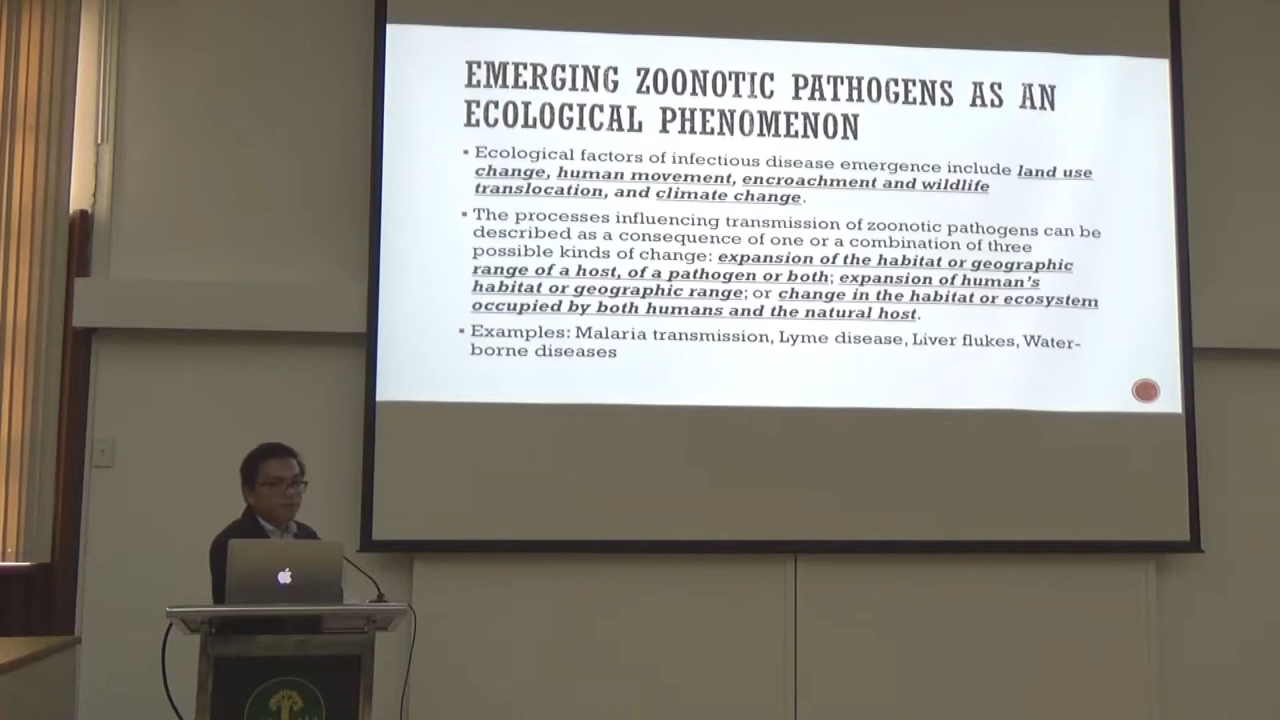 EMERGING ZOONOTIC PATHOGENS AS AN
ECOLOGICAL PHENOMENON
▪ Ecological factors of infectious disease emergence include land use
change, human movement, encroachment and wildlife
translocation, and climate change.
▪ The processes influencing transmission of zoonotic pathogens can be
described as a consequence of one or a combination of three
possible kinds of change: expansion of the habitat or geographic
range of a host, of a pathogen or both; expansion of human's
habitat or geographic range; or change in the habitat or ecosystem
occupied by both humans and the natural host.
▪ Examples: Malaria transmission, Lyme disease, Liver flukes, Water-
borne diseases